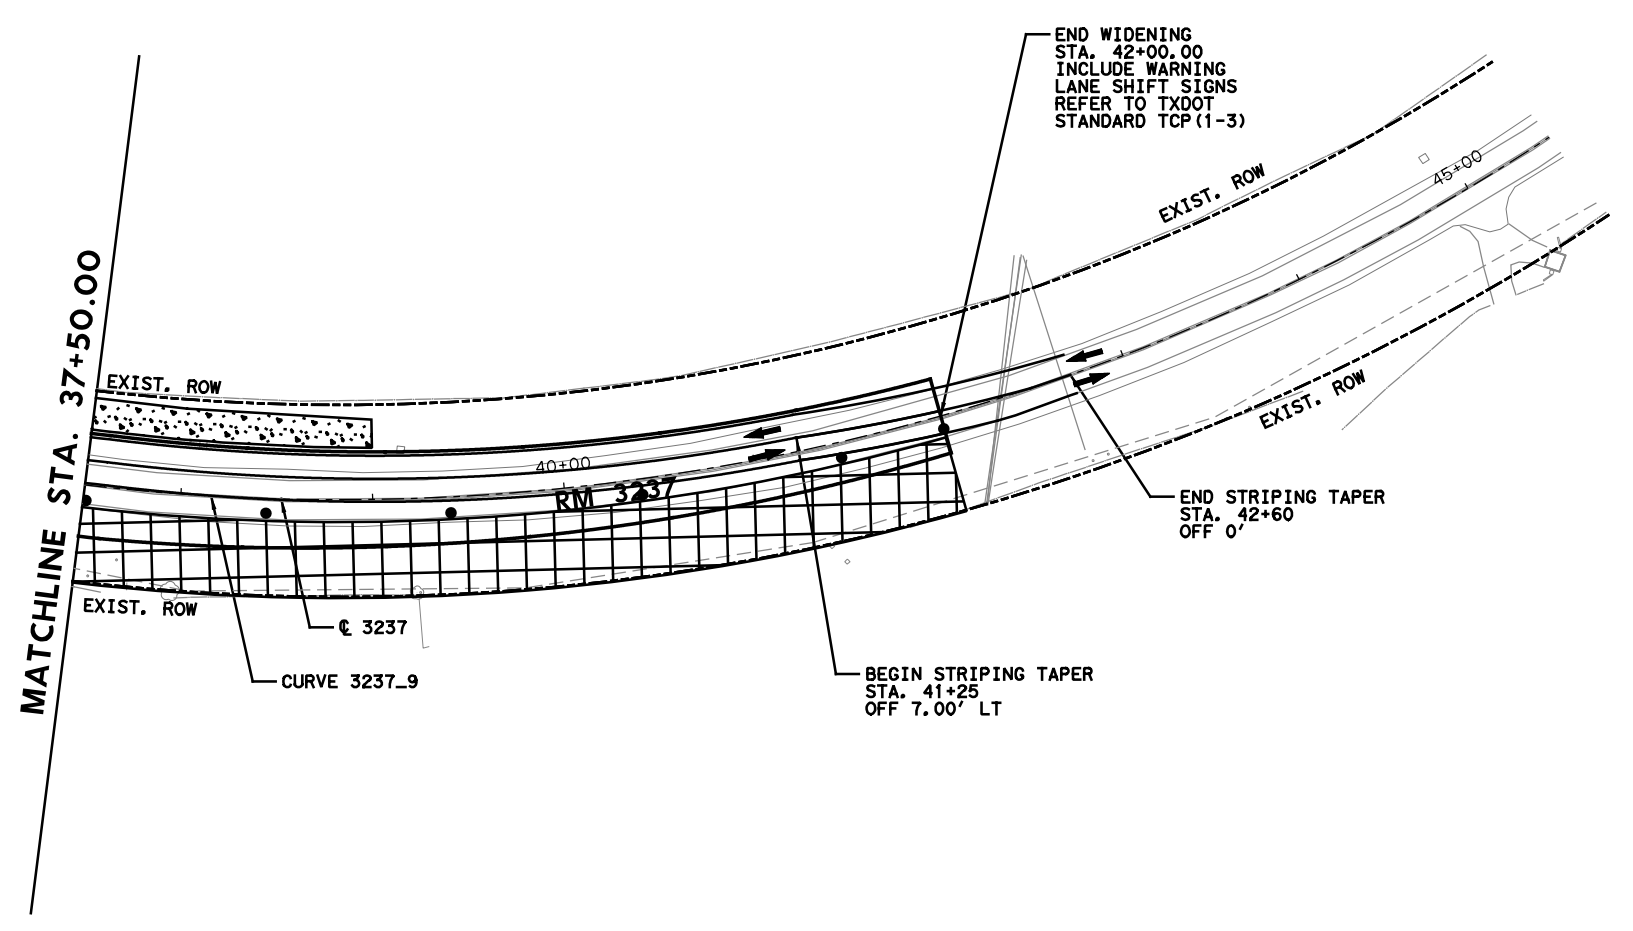 END WIDENING
STA. 42+00.00
INCLUDE WARNING
LANE SHIFT SIGNS
REFER TO TXDOT
STANDARD TCP(1-3)
45+00
EXIST. ROW
MATCHLINE STA. 37+50.00
EXIST. ROW
EXIST. ROW
40+00
RM 3237
END STRIPING TAPER
STA. 42+60
OFF 0'
EXIST. ROW
℄ 3237
CURVE 3237_9
BEGIN STRIPING TAPER
STA. 41+25
OFF 7.00' LT